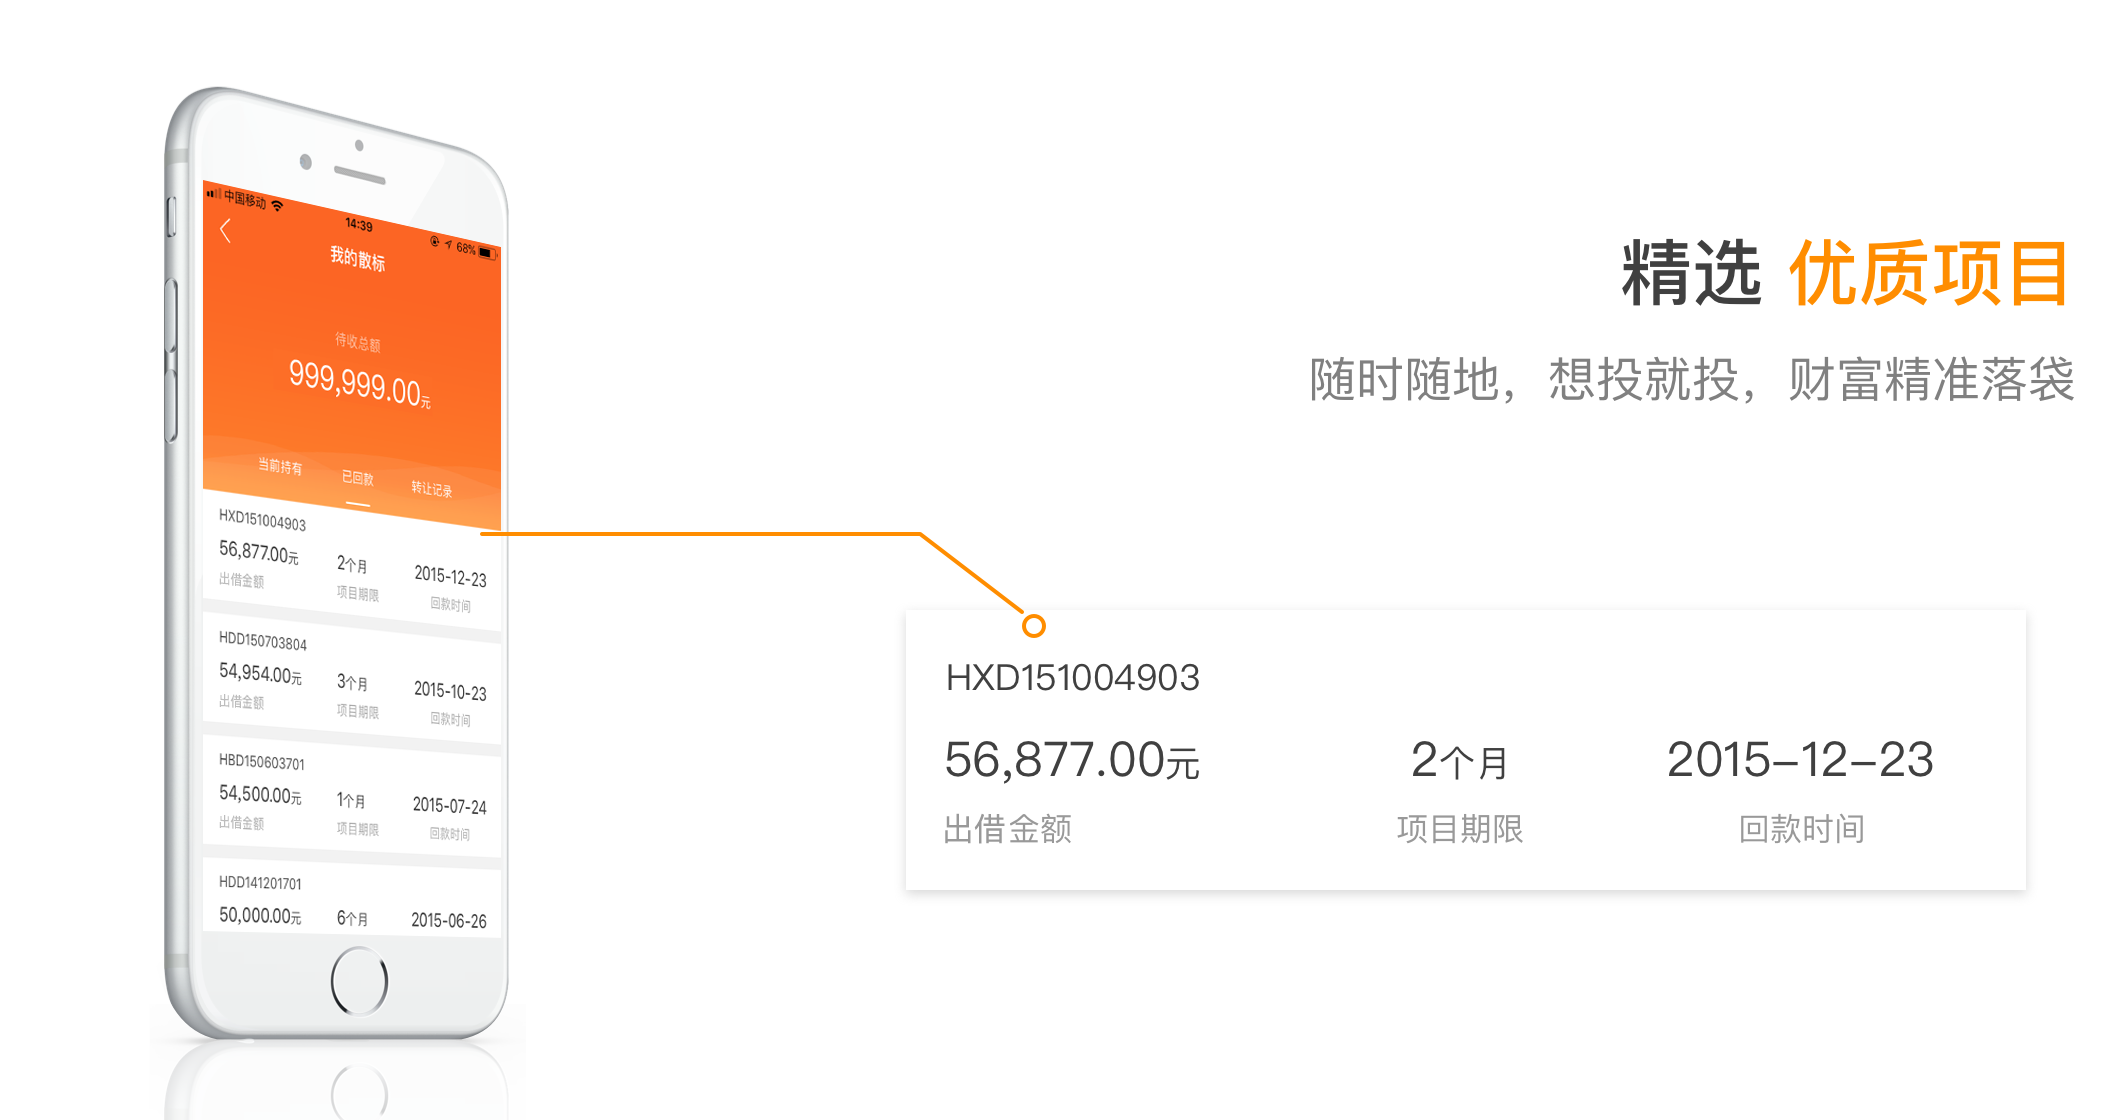 中国移动
14:39
68%
我的散标
待收总额
999,999.00元
当前持有 已回款 转让记录
HXD151004903
56,877.00元 2个月 2015-12-23
出借金额 项目期限 回款时间
HDD150703804
54,954.00元 3个月 2015-10-23
出借金额 项目期限 回款时间
HBD150603701
54,500.00元 1个月 2015-07-24
出借金额 项目期限 回款时间
HDD141201701
50,000.00元 6个月 2015-06-26
精选 优质项目
随时随地，想投就投，财富精准落袋
HXD151004903
56,877.00元 2个月 2015-12-23
出借金额 项目期限 回款时间